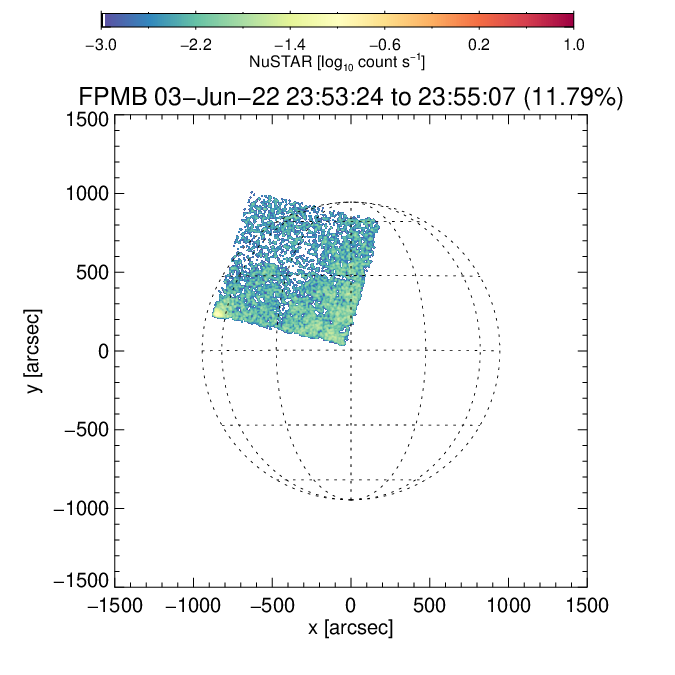 −3.0 −2.2 −1.4 −0.6 0.2 1.0
NuSTAR [log₁₀ count s⁻¹]
FPMB 03−Jun−22 23:53:24 to 23:55:07 (11.79%)
1500
1000
500
0
−500
−1000
−1500
y [arcsec]
−1500 −1000 −500 0 500 1000 1500
x [arcsec]